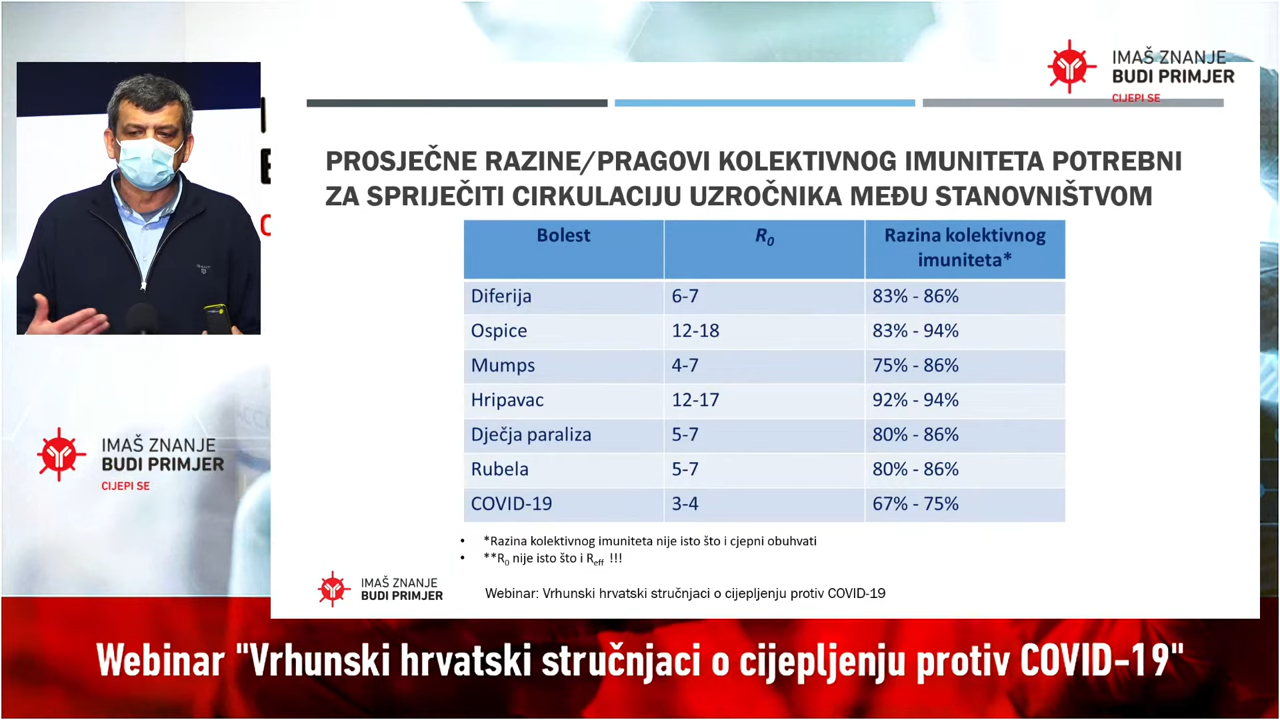 IMAŠ ZNANJE
BUDI PRIMJER
CIJEPI SE
PROSJEČNE RAZINE/PRAGOVI KOLEKTIVNOG IMUNITETA POTREBNI
ZA SPRIJEČITI CIRKULACIJU UZROČNIKA MEĐU STANOVNIŠTVOM
Bolest R0 Razina kolektivnog
imuniteta*
Diferija 6-7 83% - 86%
Ospice 12-18 83% - 94%
Mumps 4-7 75% - 86%
Hripavac 12-17 92% - 94%
Dječja paraliza 5-7 80% - 86%
Rubela 5-7 80% - 86%
COVID-19 3-4 67% - 75%
• *Razina kolektivnog imuniteta nije isto što i cjepni obuhvati
• **R0 nije isto što i Reff !!!
IMAŠ ZNANJE
BUDI PRIMJER
CIJEPI SE
IMAŠ ZNANJE
BUDI PRIMJER
Webinar: Vrhunski hrvatski stručnjaci o cijepljenju protiv COVID-19
Webinar "Vrhunski hrvatski stručnjaci o cijepljenju protiv COVID-19"